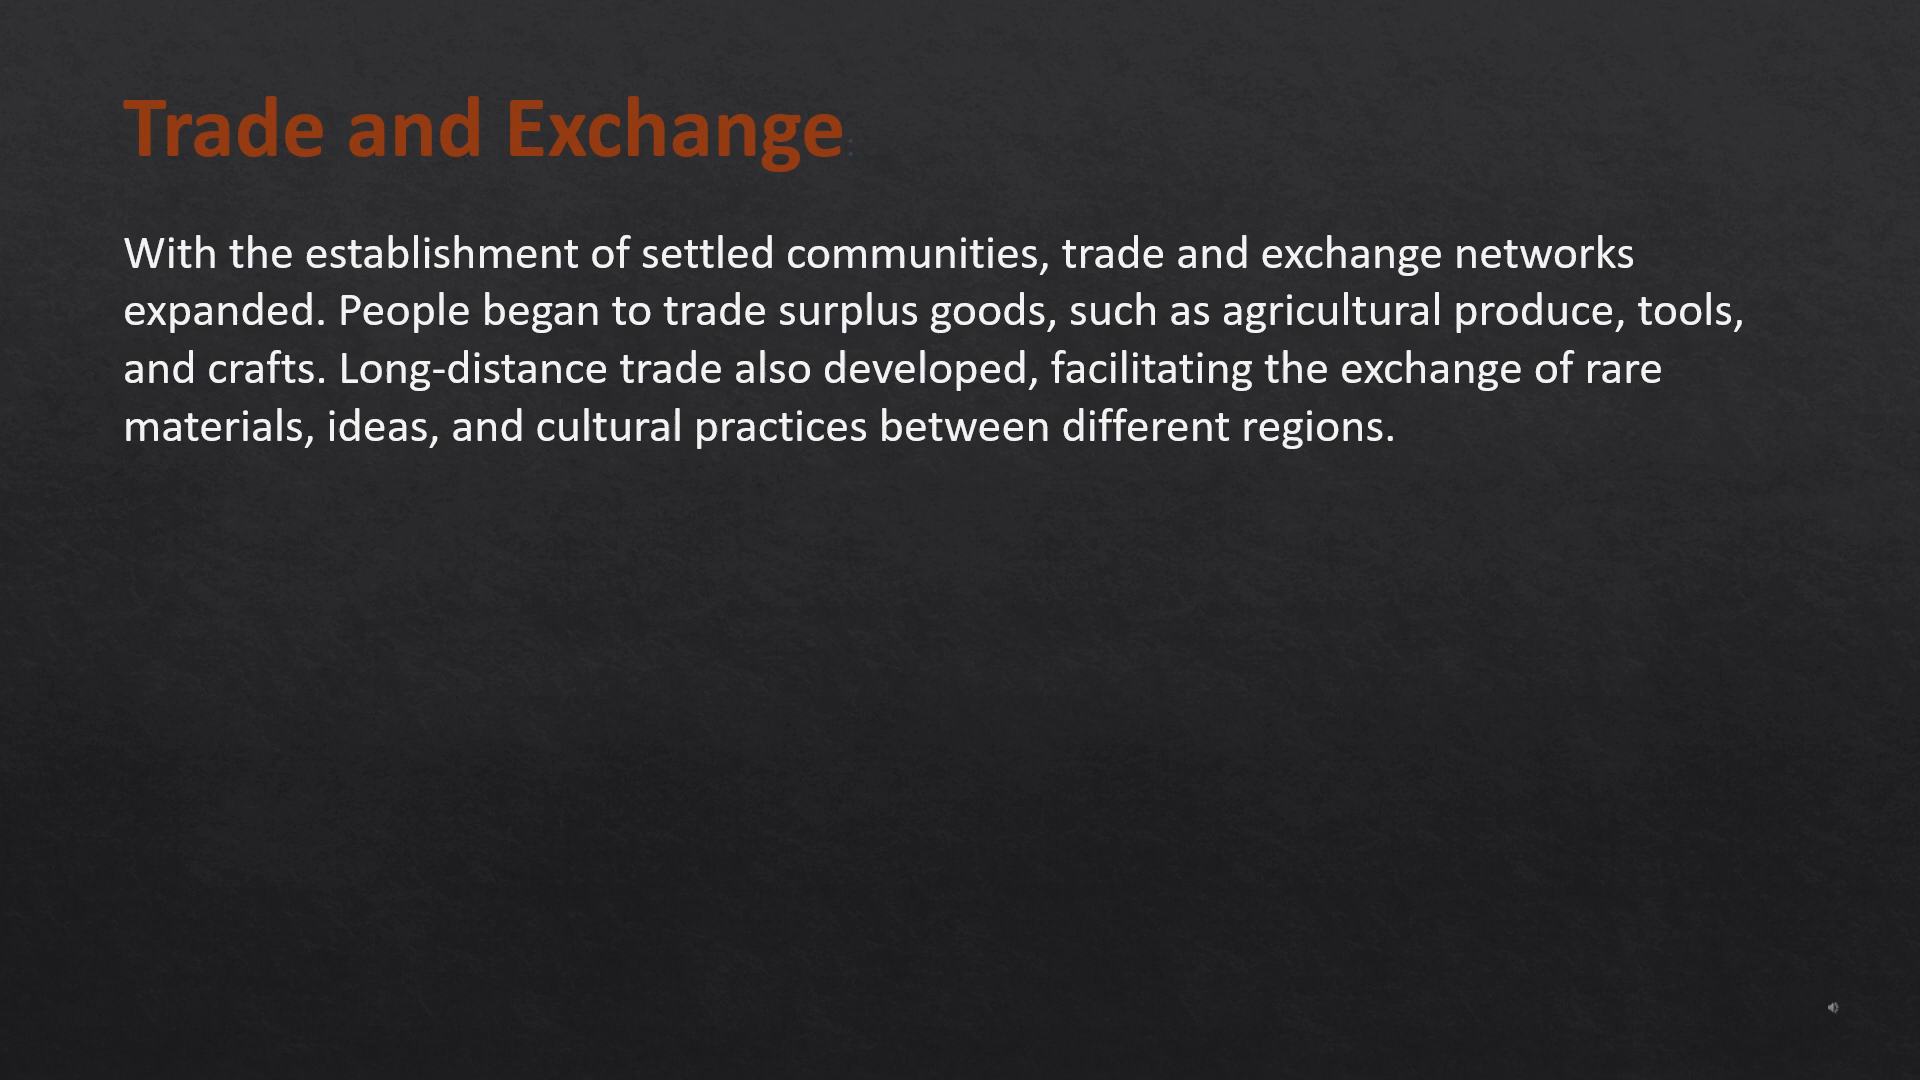 Trade and Exchange:
With the establishment of settled communities, trade and exchange networks
expanded. People began to trade surplus goods, such as agricultural produce, tools,
and crafts. Long-distance trade also developed, facilitating the exchange of rare
materials, ideas, and cultural practices between different regions.